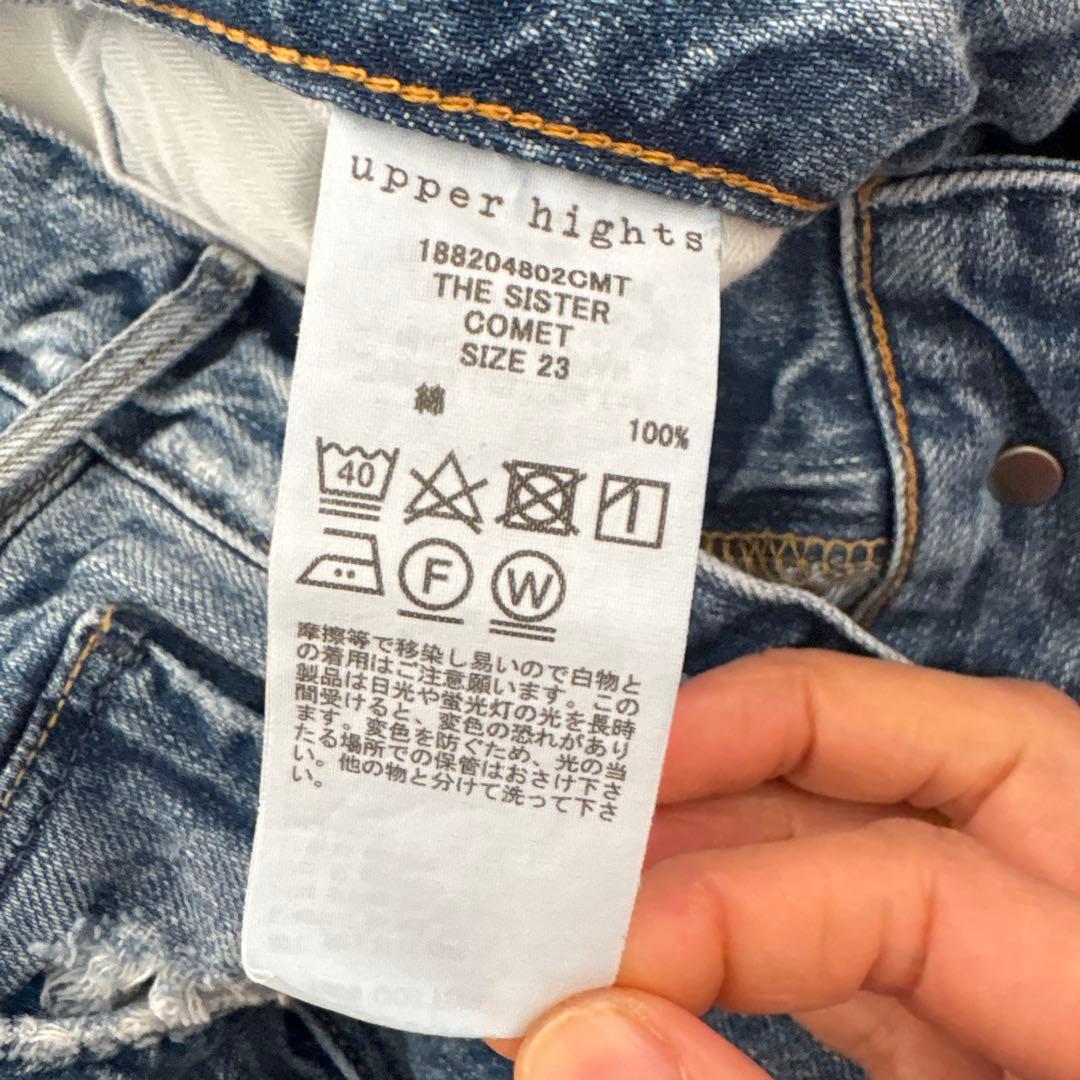 upper hights
188204802CMT
THE SISTER
COMET
SIZE 23
綿
100%
40
F
W
摩擦等で移染し易いので白物と
の着用はご注意願います。この
製品は日光や蛍光灯の光を長時
間受けると、変色の恐れがあり
ます。変色を防ぐため、光の当
たる場所での保管はおさけ下さ
い。他の物と分けて洗って下さ
い。